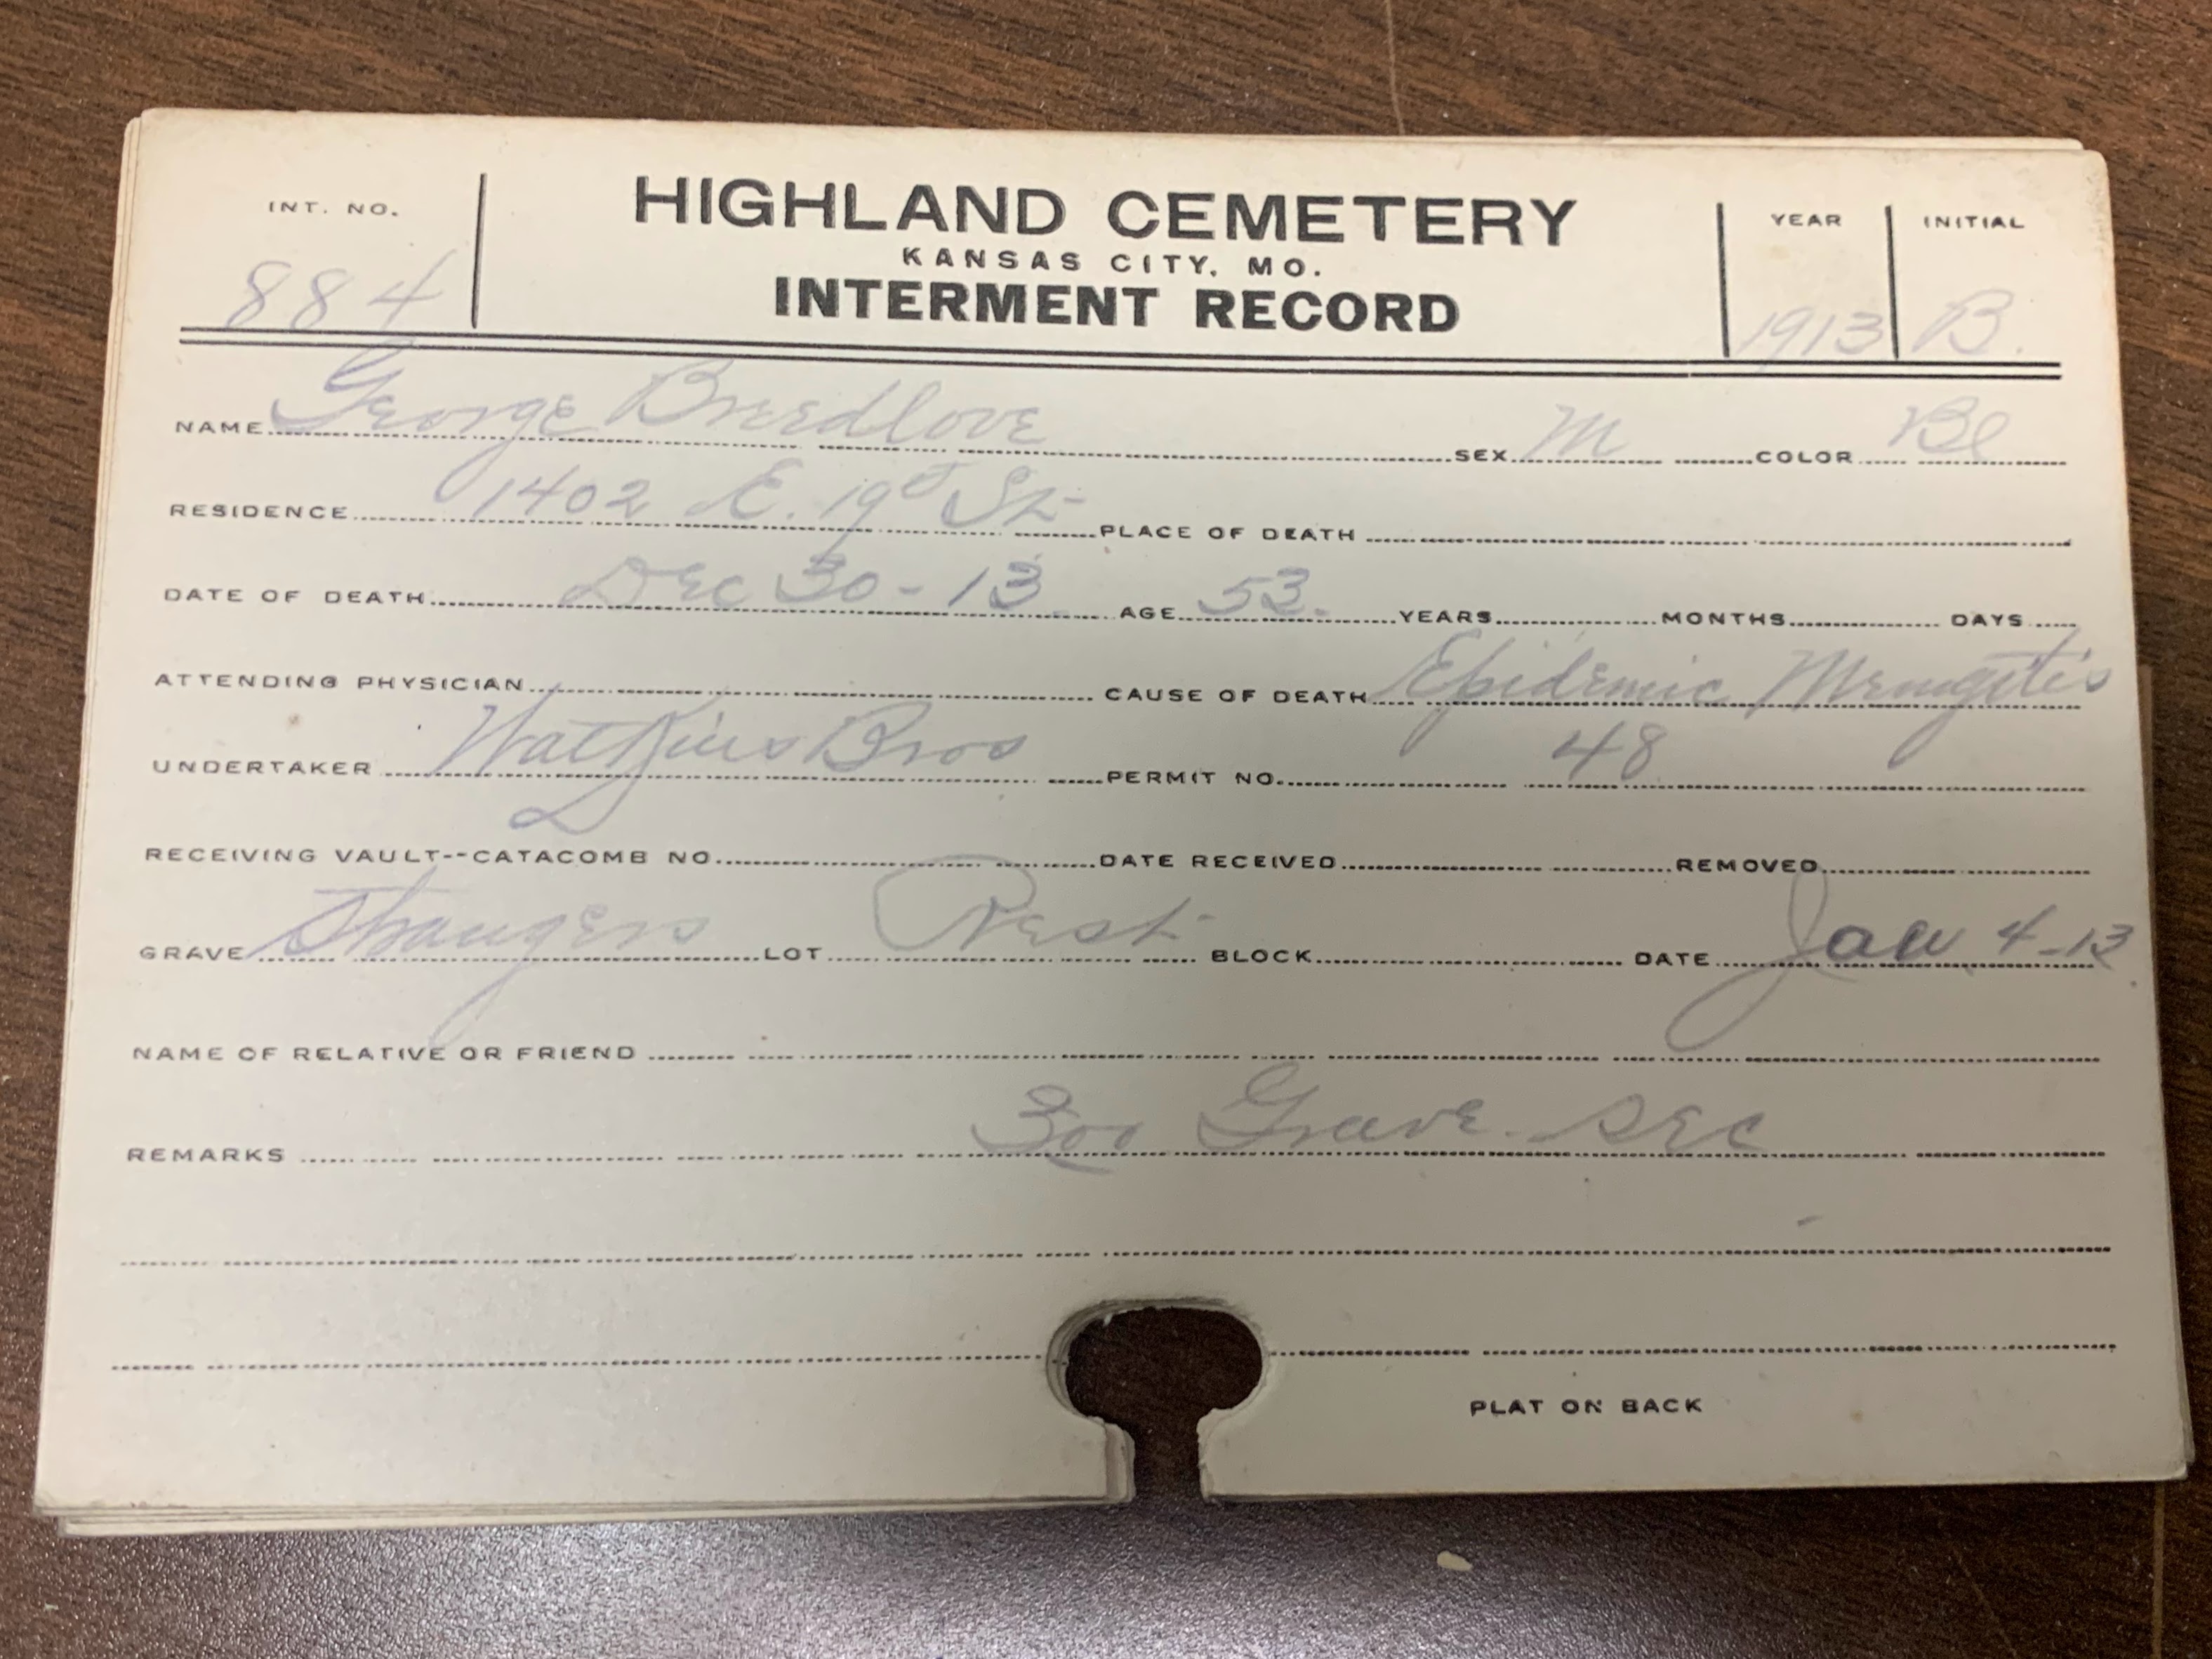 INT. NO.
884
HIGHLAND CEMETERY
KANSAS CITY, MO.
INTERMENT RECORD
YEAR
1913
INITIAL
B.
NAME George Breedlove SEX M COLOR Bl
RESIDENCE 1402 E. 19th St PLACE OF DEATH
DATE OF DEATH Dec 30-13 AGE 53. YEARS MONTHS DAYS
ATTENDING PHYSICIAN CAUSE OF DEATH Epidemic Mengitis
UNDERTAKER Watkins Bros PERMIT NO. 48
RECEIVING VAULT--CATACOMB NO. DATE RECEIVED REMOVED
GRAVE Strangers LOT Rest BLOCK DATE Jan 4-13
NAME OF RELATIVE OR FRIEND
REMARKS 300 Grave. Sec
PLAT ON BACK